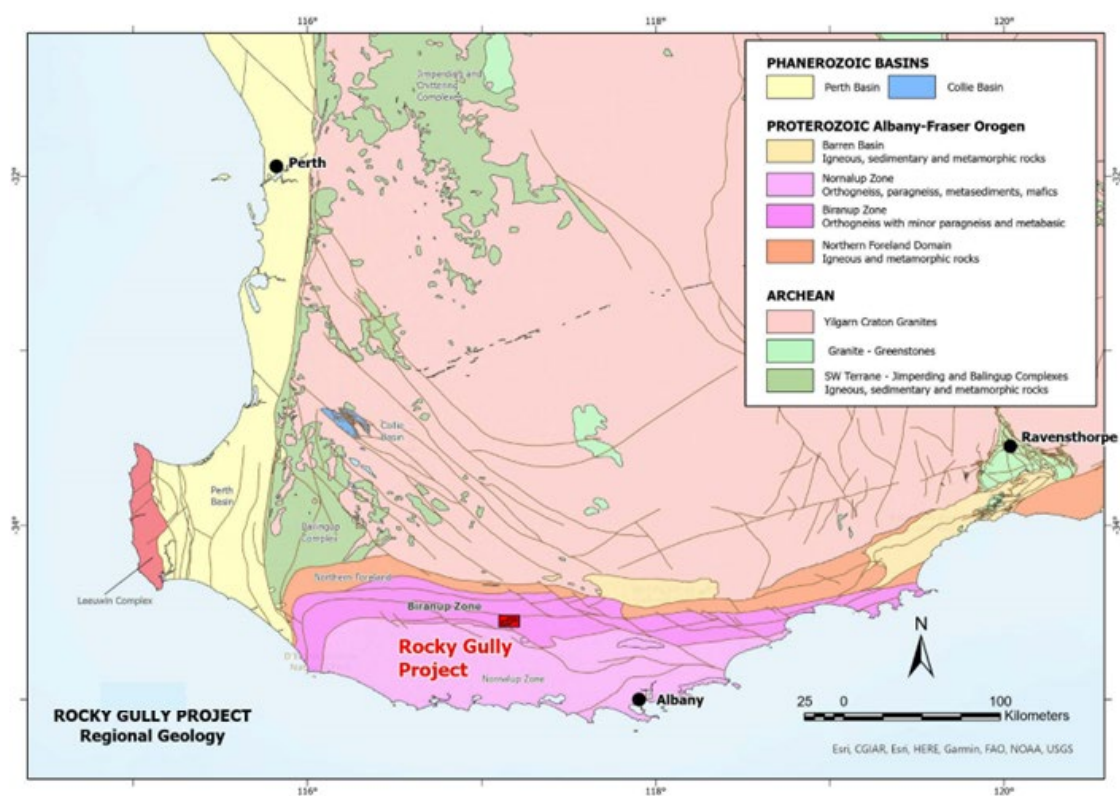 116°
118°
120°
PHANEROZOIC BASINS
Perth Basin
Collie Basin
PROTEROZOIC Albany-Fraser Orogen
Barren Basin
Igneous, sedimentary and metamorphic rocks
Nornalup Zone
Orthogneiss, paragneiss, metasediments, mafics
Biranup Zone
Orthogneiss with minor paragneiss and metabasic
Northern Foreland Domain
Igneous and metamorphic rocks
ARCHEAN
Yilgarn Craton Granites
Granite - Greenstones
SW Terrane - Jimperding and Balingup Complexes
Igneous, sedimentary and metamorphic rocks
Jimperding and
Chittering
Complexes
Perth
-32°
-32°
Collie
Basin
Ravensthorpe
Perth
Basin
-34°
-34°
Balingup
Complex
Northern Foreland
Leeuwin Complex
Biranup Zone
Rocky Gully
Project
Nornalup Zone
Albany
N
25 0 100
Kilometers
ROCKY GULLY PROJECT
Regional Geology
Esri, CGIAR, Esri, HERE, Garmin, FAO, NOAA, USGS
116°
118°
120°